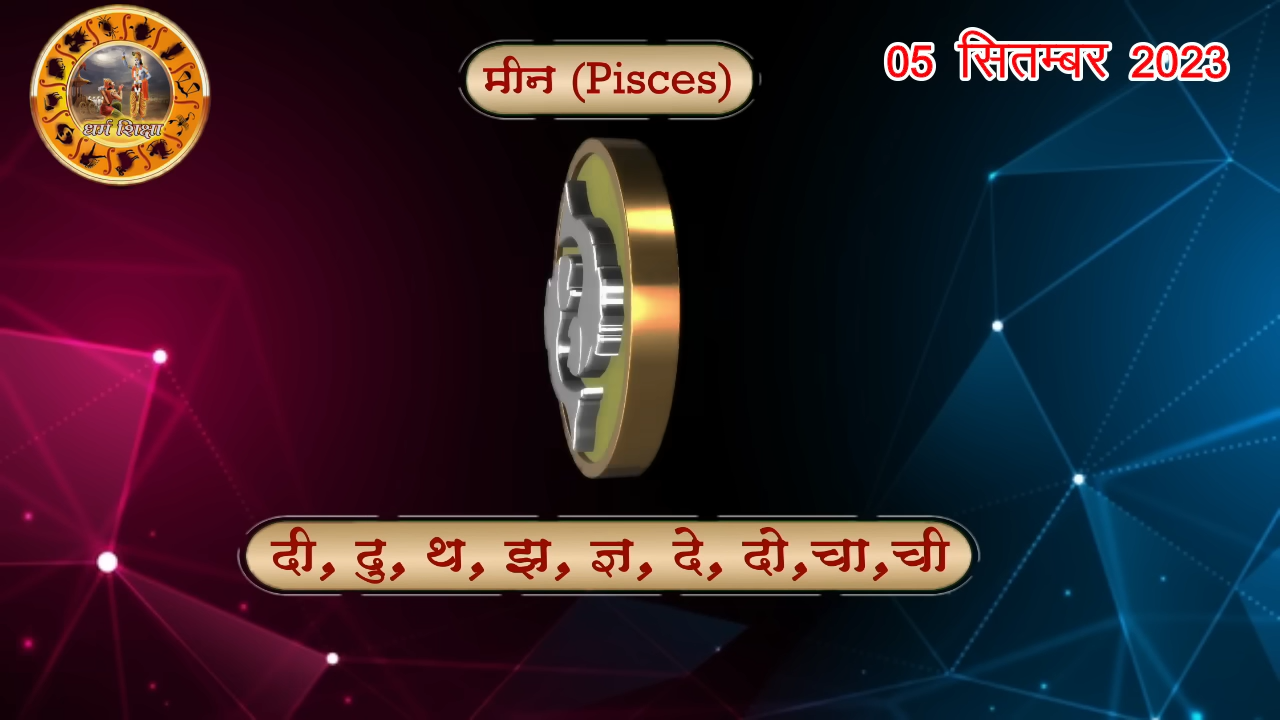 धर्म शिक्षा
मीन (Pisces)
05 सितम्बर 2023
दी, दु, थ, झ, ज्ञ, दे, दो,चा,ची